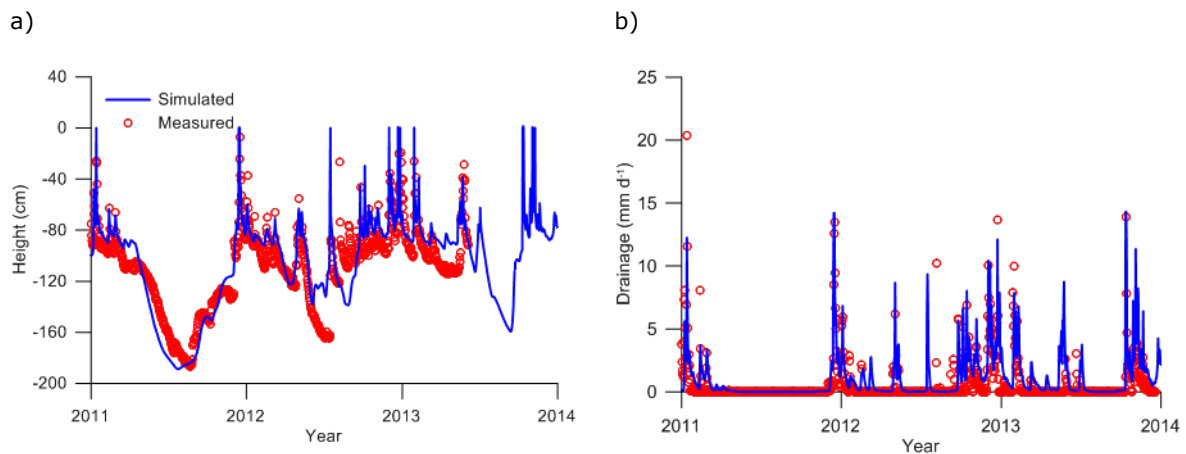 a)
b)
40
0
-40
-80
-120
-160
-200
Height (cm)
Simulated
Measured
2011
2012
2013
2014
Year
25
20
15
10
5
0
Drainage (mm d⁻¹)
2011
2012
2013
2014
Year